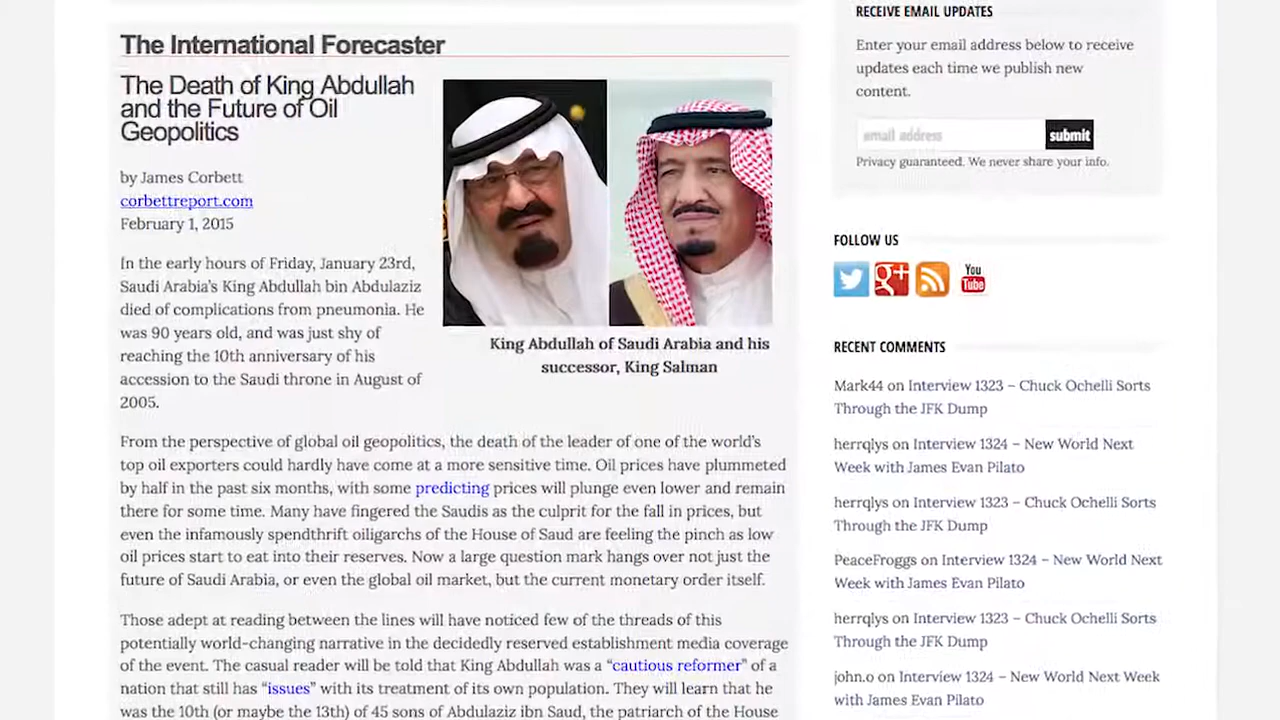 The International Forecaster
The Death of King Abdullah
and the Future of Oil
Geopolitics
by James Corbett
corbettreport.com
February 1, 2015
In the early hours of Friday, January 23rd,
Saudi Arabia's King Abdullah bin Abdulaziz
died of complications from pneumonia. He
was 90 years old, and was just shy of
reaching the 10th anniversary of his
accession to the Saudi throne in August of
2005.
King Abdullah of Saudi Arabia and his
successor, King Salman
From the perspective of global oil geopolitics, the death of the leader of one of the world's
top oil exporters could hardly have come at a more sensitive time. Oil prices have plummeted
by half in the past six months, with some predicting prices will plunge even lower and remain
there for some time. Many have fingered the Saudis as the culprit for the fall in prices, but
even the infamously spendthrift oiligarchs of the House of Saud are feeling the pinch as low
oil prices start to eat into their reserves. Now a large question mark hangs over not just the
future of Saudi Arabia, or even the global oil market, but the current monetary order itself.
Those adept at reading between the lines will have noticed few of the threads of this
potentially world-changing narrative in the decidedly reserved establishment media coverage
of the event. The casual reader will be told that King Abdullah was a “cautious reformer” of a
nation that still has “issues” with its treatment of its own population. They will learn that he
was the 10th (or maybe the 13th) of 45 sons of Abdulaziz ibn Saud, the patriarch of the House
RECEIVE EMAIL UPDATES
Enter your email address below to receive
updates each time we publish new
content.
email address submit
Privacy guaranteed. We never share your info.
FOLLOW US
g+ You Tube
RECENT COMMENTS
Mark44 on Interview 1323 – Chuck Ochelli Sorts
Through the JFK Dump
herrqlys on Interview 1324 – New World Next
Week with James Evan Pilato
herrqlys on Interview 1323 – Chuck Ochelli Sorts
Through the JFK Dump
PeaceFroggs on Interview 1324 – New World Next
Week with James Evan Pilato
herrqlys on Interview 1323 – Chuck Ochelli Sorts
Through the JFK Dump
john.o on Interview 1324 – New World Next Week
with James Evan Pilato